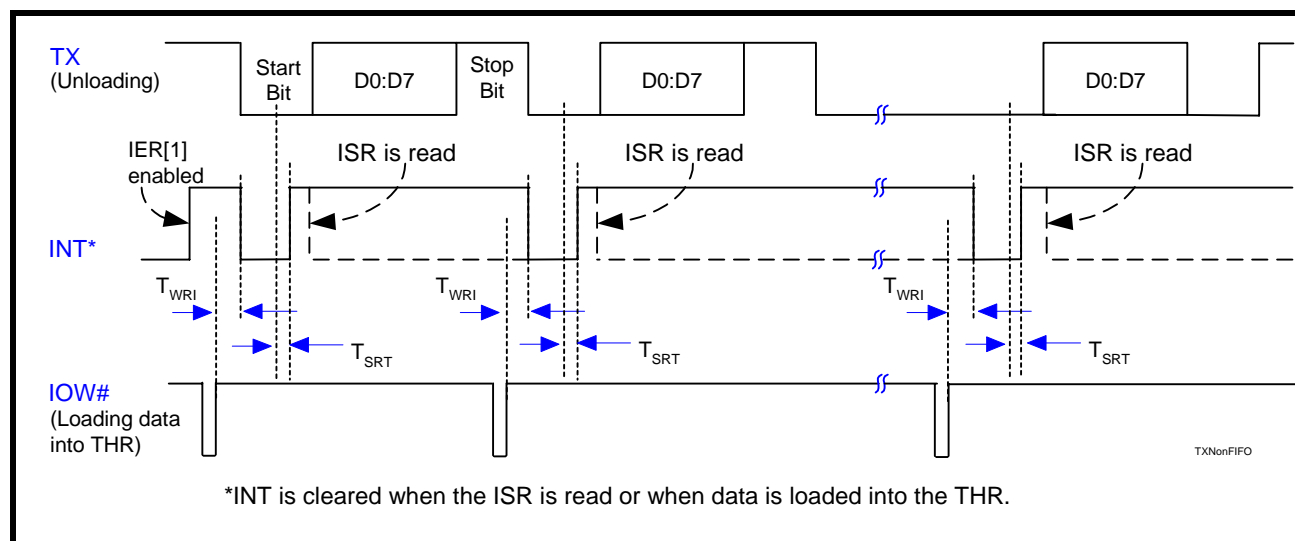 TX
(Unloading)
Start
Bit
D0:D7
Stop
Bit
D0:D7
D0:D7
IER[1]
enabled
ISR is read
ISR is read
ISR is read
INT*
TWRI
TWRI
TWRI
TSRT
TSRT
TSRT
IOW#
(Loading data
into THR)
TXNonFIFO
*INT is cleared when the ISR is read or when data is loaded into the THR.